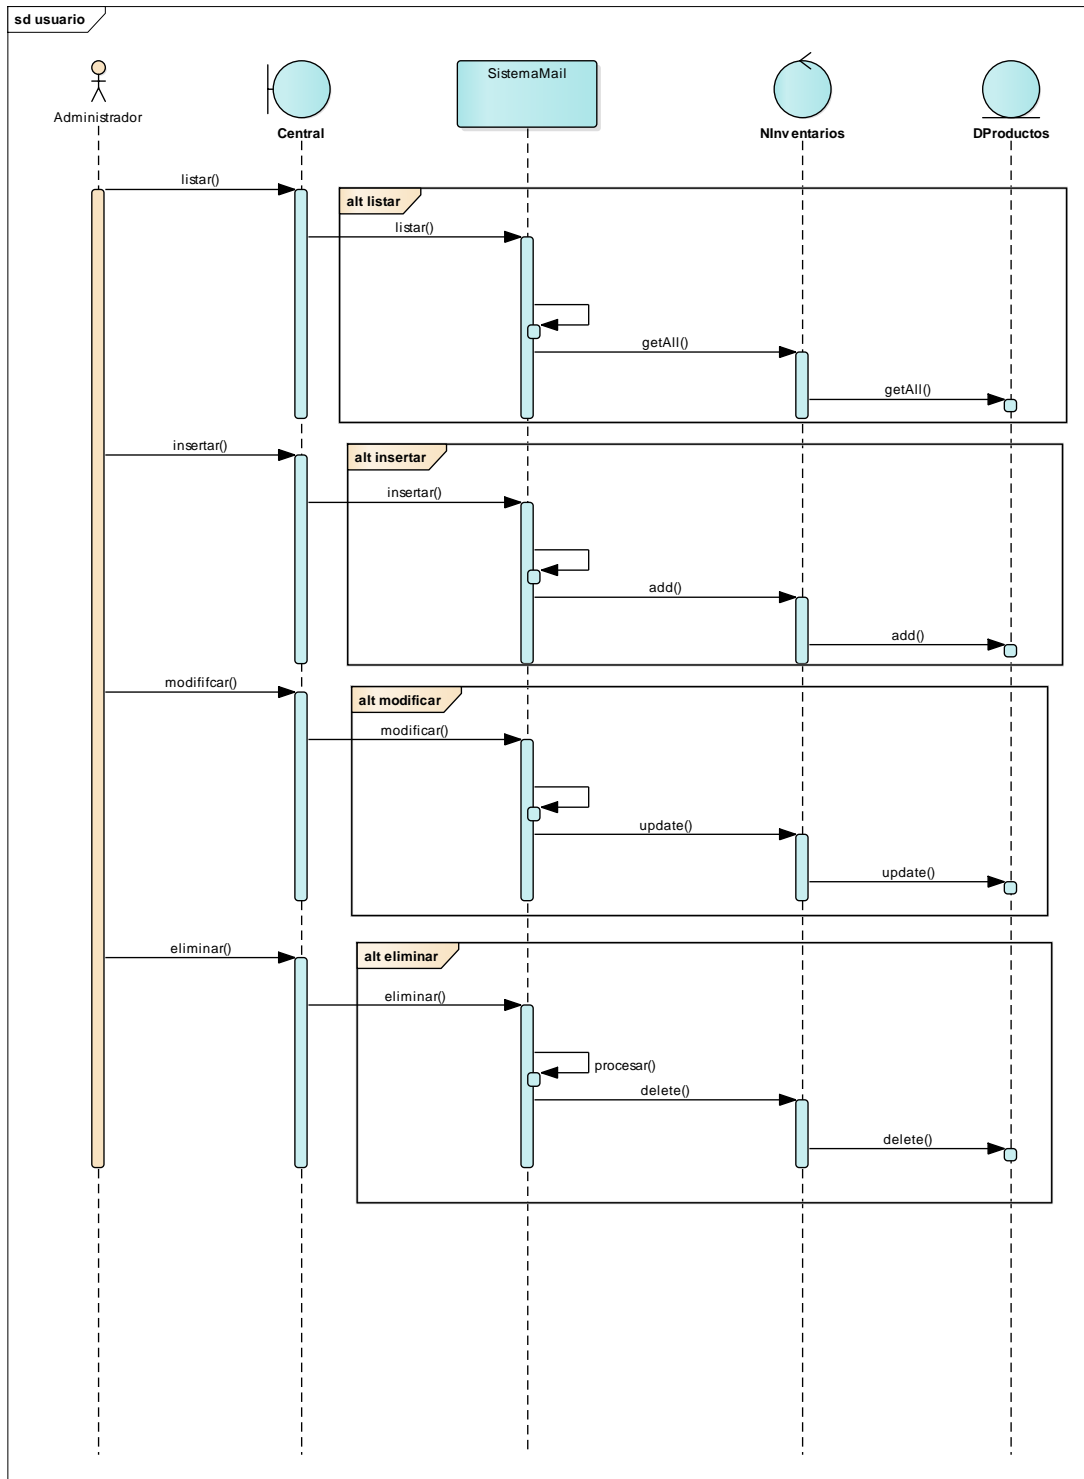 sd usuario
Administrador
Central
SistemaMail
NInventarios
DProductos
listar()
alt listar
listar()
getAll()
getAll()
insertar()
alt insertar
insertar()
add()
add()
modififcar()
alt modificar
modificar()
update()
update()
eliminar()
alt eliminar
eliminar()
procesar()
delete()
delete()